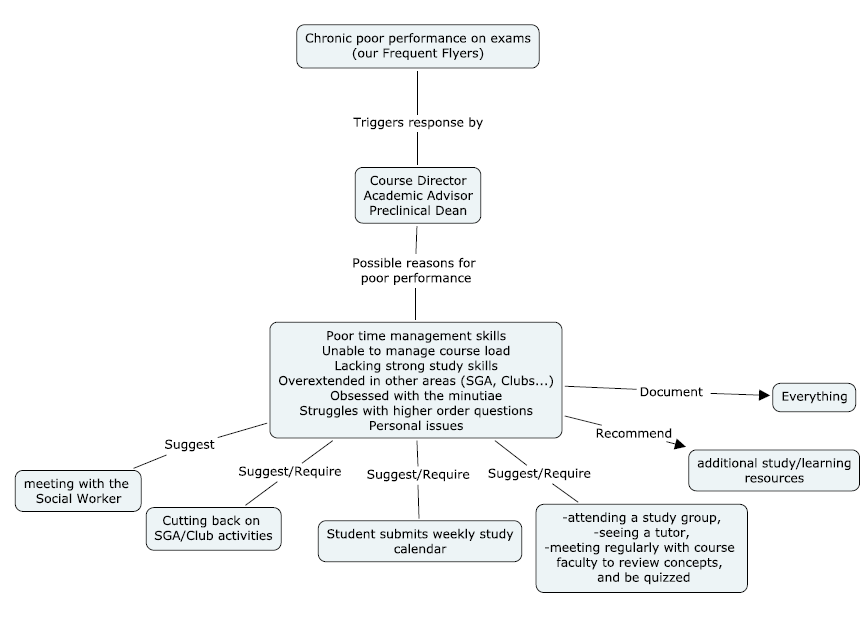 Chronic poor performance on exams
(our Frequent Flyers)
Triggers response by
Course Director
Academic Advisor
Preclinical Dean
Possible reasons for
poor performance
Poor time management skills
Unable to manage course load
Lacking strong study skills
Overextended in other areas (SGA, Clubs...)
Obsessed with the minutiae
Struggles with higher order questions
Personal issues
Document
Everything
Recommend
additional study/learning
resources
Suggest
meeting with the
Social Worker
Suggest/Require
Cutting back on
SGA/Club activities
Suggest/Require
Student submits weekly study
calendar
Suggest/Require
-attending a study group,
-seeing a tutor,
-meeting regularly with course
faculty to review concepts,
and be quizzed